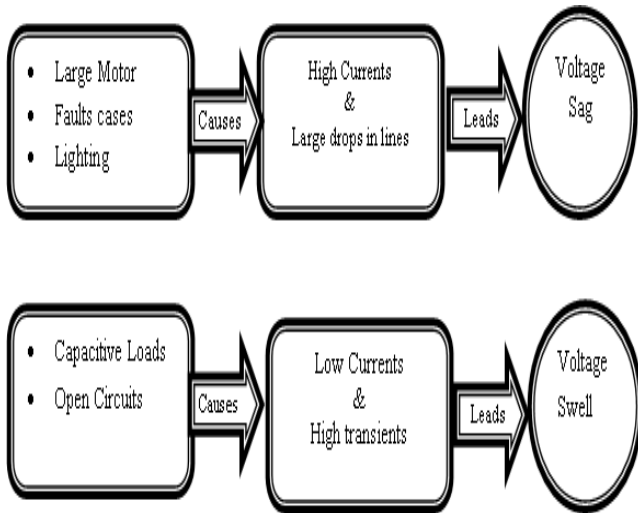 • Large Motor
• Faults cases
• Lighting
Causes
High Currents
&
Large drops in lines
Leads
Voltage
Sag
• Capacitive Loads
• Open Circuits
Causes
Low Currents
&
High transients
Leads
Voltage
Swell